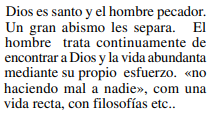 Dios es santo y el hombre pecador.
Un gran abismo les separa. El
hombre trata continuamente de
encontrar a Dios y la vida abundanta
mediante su propio esfuerzo. «no
haciendo mal a nadie», com una
vida recta, con filosofías etc..